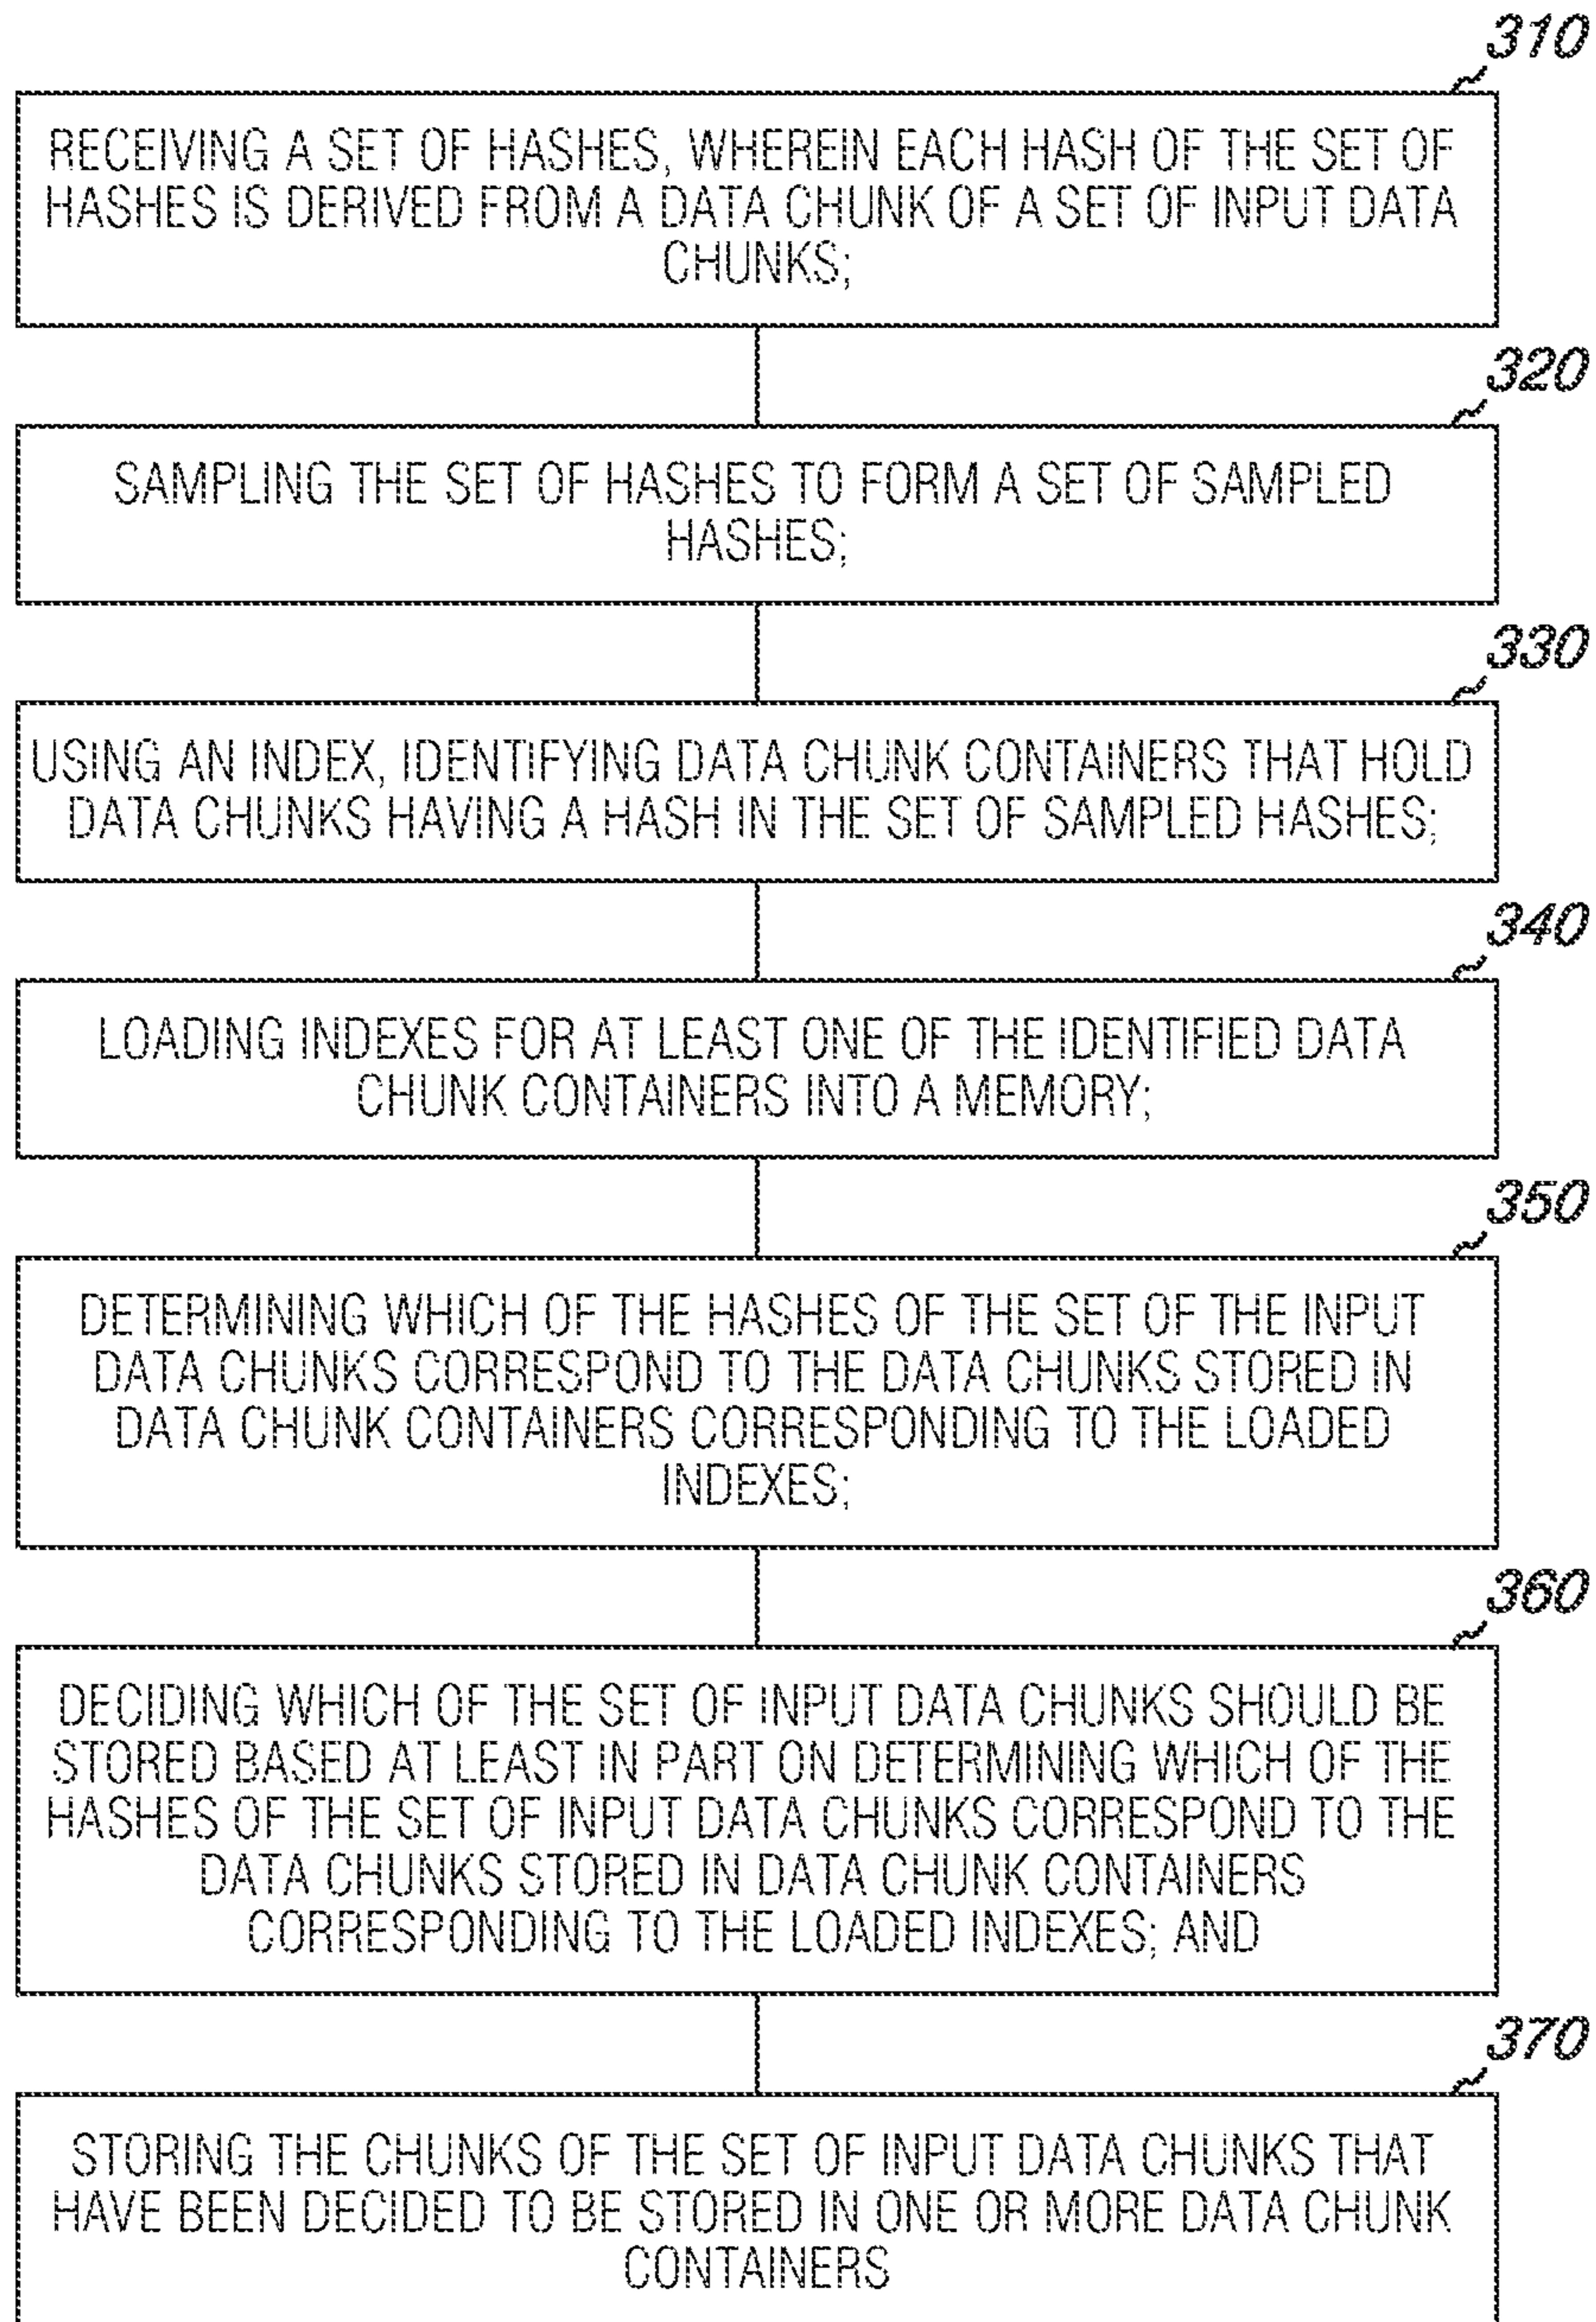 310
RECEIVING A SET OF HASHES, WHEREIN EACH HASH OF THE SET OF
HASHES IS DERIVED FROM A DATA CHUNK OF A SET OF INPUT DATA
CHUNKS;
320
SAMPLING THE SET OF HASHES TO FORM A SET OF SAMPLED
HASHES;
330
USING AN INDEX, IDENTIFYING DATA CHUNK CONTAINERS THAT HOLD
DATA CHUNKS HAVING A HASH IN THE SET OF SAMPLED HASHES;
340
LOADING INDEXES FOR AT LEAST ONE OF THE IDENTIFIED DATA
CHUNK CONTAINERS INTO A MEMORY;
350
DETERMINING WHICH OF THE HASHES OF THE SET OF THE INPUT
DATA CHUNKS CORRESPOND TO THE DATA CHUNKS STORED IN
DATA CHUNK CONTAINERS CORRESPONDING TO THE LOADED
INDEXES;
360
DECIDING WHICH OF THE SET OF INPUT DATA CHUNKS SHOULD BE
STORED BASED AT LEAST IN PART ON DETERMINING WHICH OF THE
HASHES OF THE SET OF INPUT DATA CHUNKS CORRESPOND TO THE
DATA CHUNKS STORED IN DATA CHUNK CONTAINERS
CORRESPONDING TO THE LOADED INDEXES; AND
370
STORING THE CHUNKS OF THE SET OF INPUT DATA CHUNKS THAT
HAVE BEEN DECIDED TO BE STORED IN ONE OR MORE DATA CHUNK
CONTAINERS